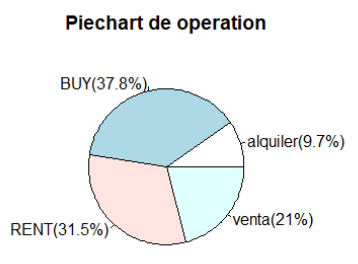 Piechart de operation
BUY(37.8%)
alquiler(9.7%)
RENT(31.5%)
venta(21%)